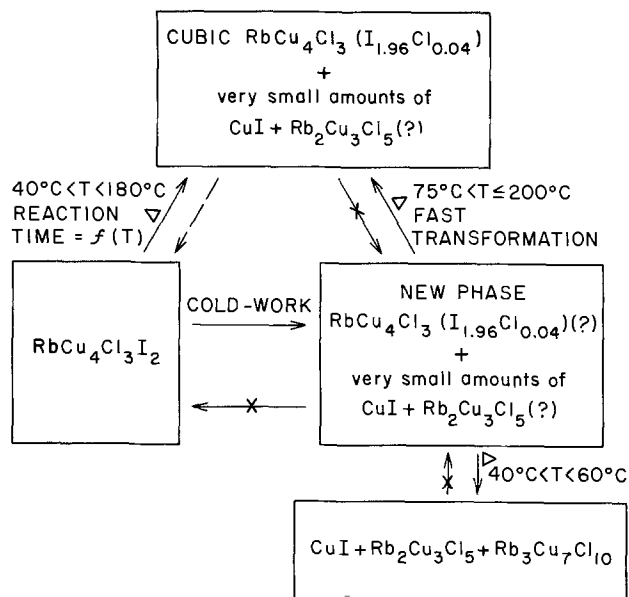 CUBIC RbCu₄Cl₃ (I₁.₉₆Cl₀.₀₄)
+
very small amounts of
CuI + Rb₂Cu₃Cl₅(?)
40°C<T<180°C
▽
REACTION
TIME = ƒ(T)
▽ 75°C<T≤200°C
FAST
TRANSFORMATION
RbCu₄Cl₃I₂
COLD-WORK
NEW PHASE
RbCu₄Cl₃ (I₁.₉₆Cl₀.₀₄)(?)
+
very small amounts of
CuI + Rb₂Cu₃Cl₅(?)
▷
40°C<T<60°C
CuI + Rb₂Cu₃Cl₅ + Rb₃Cu₇Cl₁₀